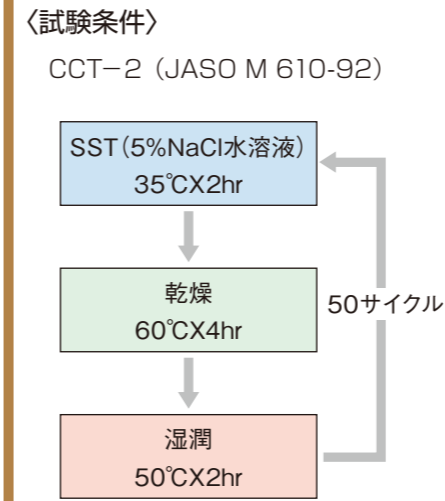 〈試験条件〉
CCT−2（JASO M 610-92）
SST（5%NaCl水溶液）
35℃X2hr
乾燥
60℃X4hr
50サイクル
湿潤
50℃X2hr